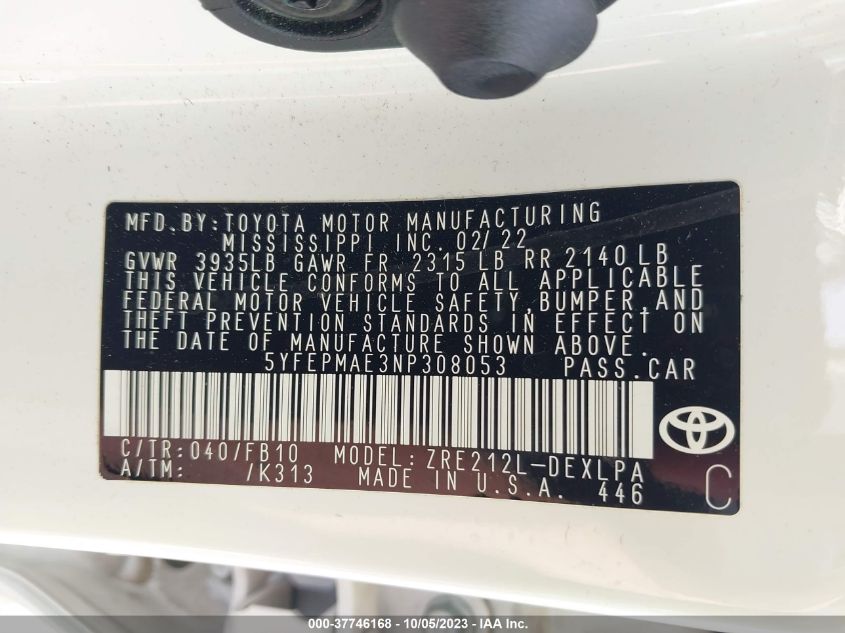 MFD.BY:TOYOTA MOTOR MANUFACTURING
MISSISSIPPI INC. 02/22
GVWR 3935LB GAWR FR 2315 LB RR 2140 LB
THIS VEHICLE CONFORMS TO ALL APPLICABLE
FEDERAL MOTOR VEHICLE SAFETY,BUMPER,AND
THEFT PREVENTION STANDARDS IN EFFECT ON
THE DATE OF MANUFACTURE SHOWN ABOVE.
5YFEPMAE3NP308053 PASS.CAR
C/TR:040/FB10 MODEL:ZRE212L-DEXLPA
A/TM: /K313 MADE IN U.S.A. 446 C
000-37746168 | 10/05/2023 | IAA Inc.